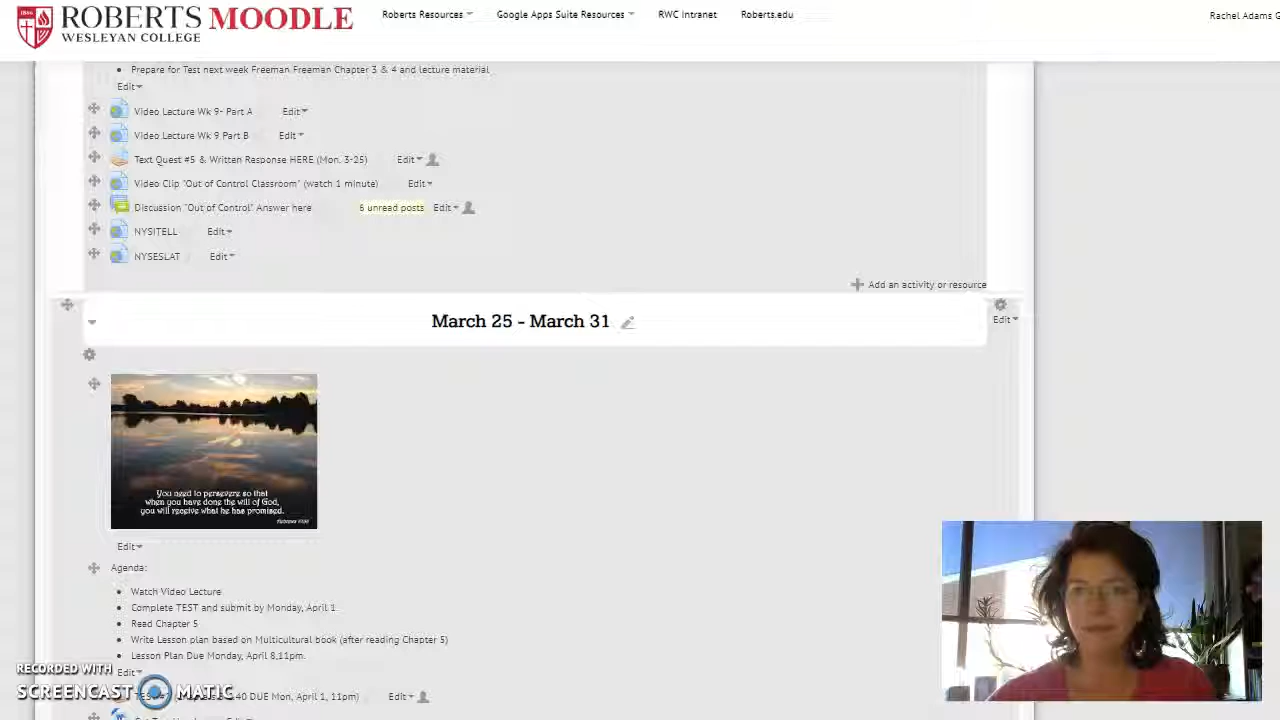 ROBERTS MOODLE
WESLEYAN COLLEGE
Roberts Resources
Google Apps Suite Resources
RWC Intranet
Roberts.edu
Rachel Adams G
Prepare for Test next week Freeman Freeman Chapter 3 & 4 and lecture material
Edit
Video Lecture Wk 9- Part A Edit
Video Lecture Wk 9 Part B Edit
Text Quest #5 & Written Response HERE (Mon. 3-25) Edit
Video Clip "Out of Control Classroom" (watch 1 minute) Edit
Discussion "Out of Control" Answer here 6 unread posts Edit
NYSITELL Edit
NYSESLAT Edit
Add an activity or resource
March 25 - March 31
Edit
You need to persevere so that
when you have done the will of God,
you will receive what he has promised.
Edit
Agenda:
Watch Video Lecture
Complete TEST and submit by Monday, April 1.
Read Chapter 5
Write Lesson plan based on Multicultural book (after reading Chapter 5)
Lesson Plan Due Monday, April 8,11pm.
Edit
40 DUE Mon, April 1, 11pm) Edit
RECORDED WITH
SCREENCAST MATIC